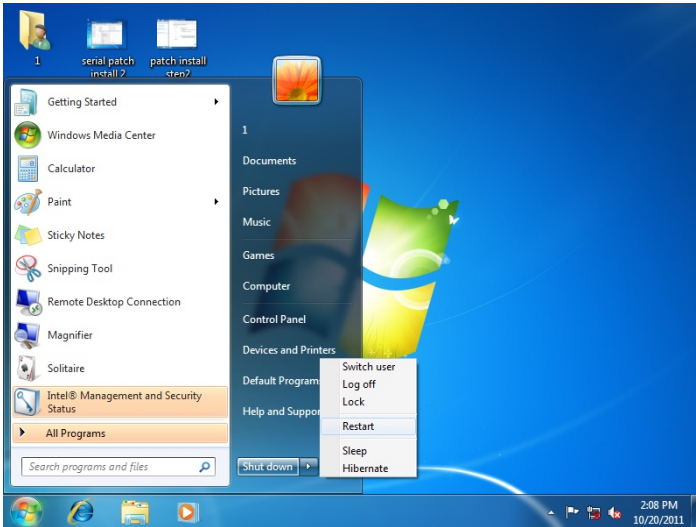 1
serial patch
install 2
patch install
step2
Getting Started
Windows Media Center
Calculator
Paint
Sticky Notes
Snipping Tool
Remote Desktop Connection
Magnifier
Solitaire
Intel® Management and Security
Status
All Programs
Search programs and files
1
Documents
Pictures
Music
Games
Computer
Control Panel
Devices and Printers
Default Program
Help and Suppor
Shut down
Switch user
Log off
Lock
Restart
Sleep
Hibernate
2:08 PM
10/20/2011